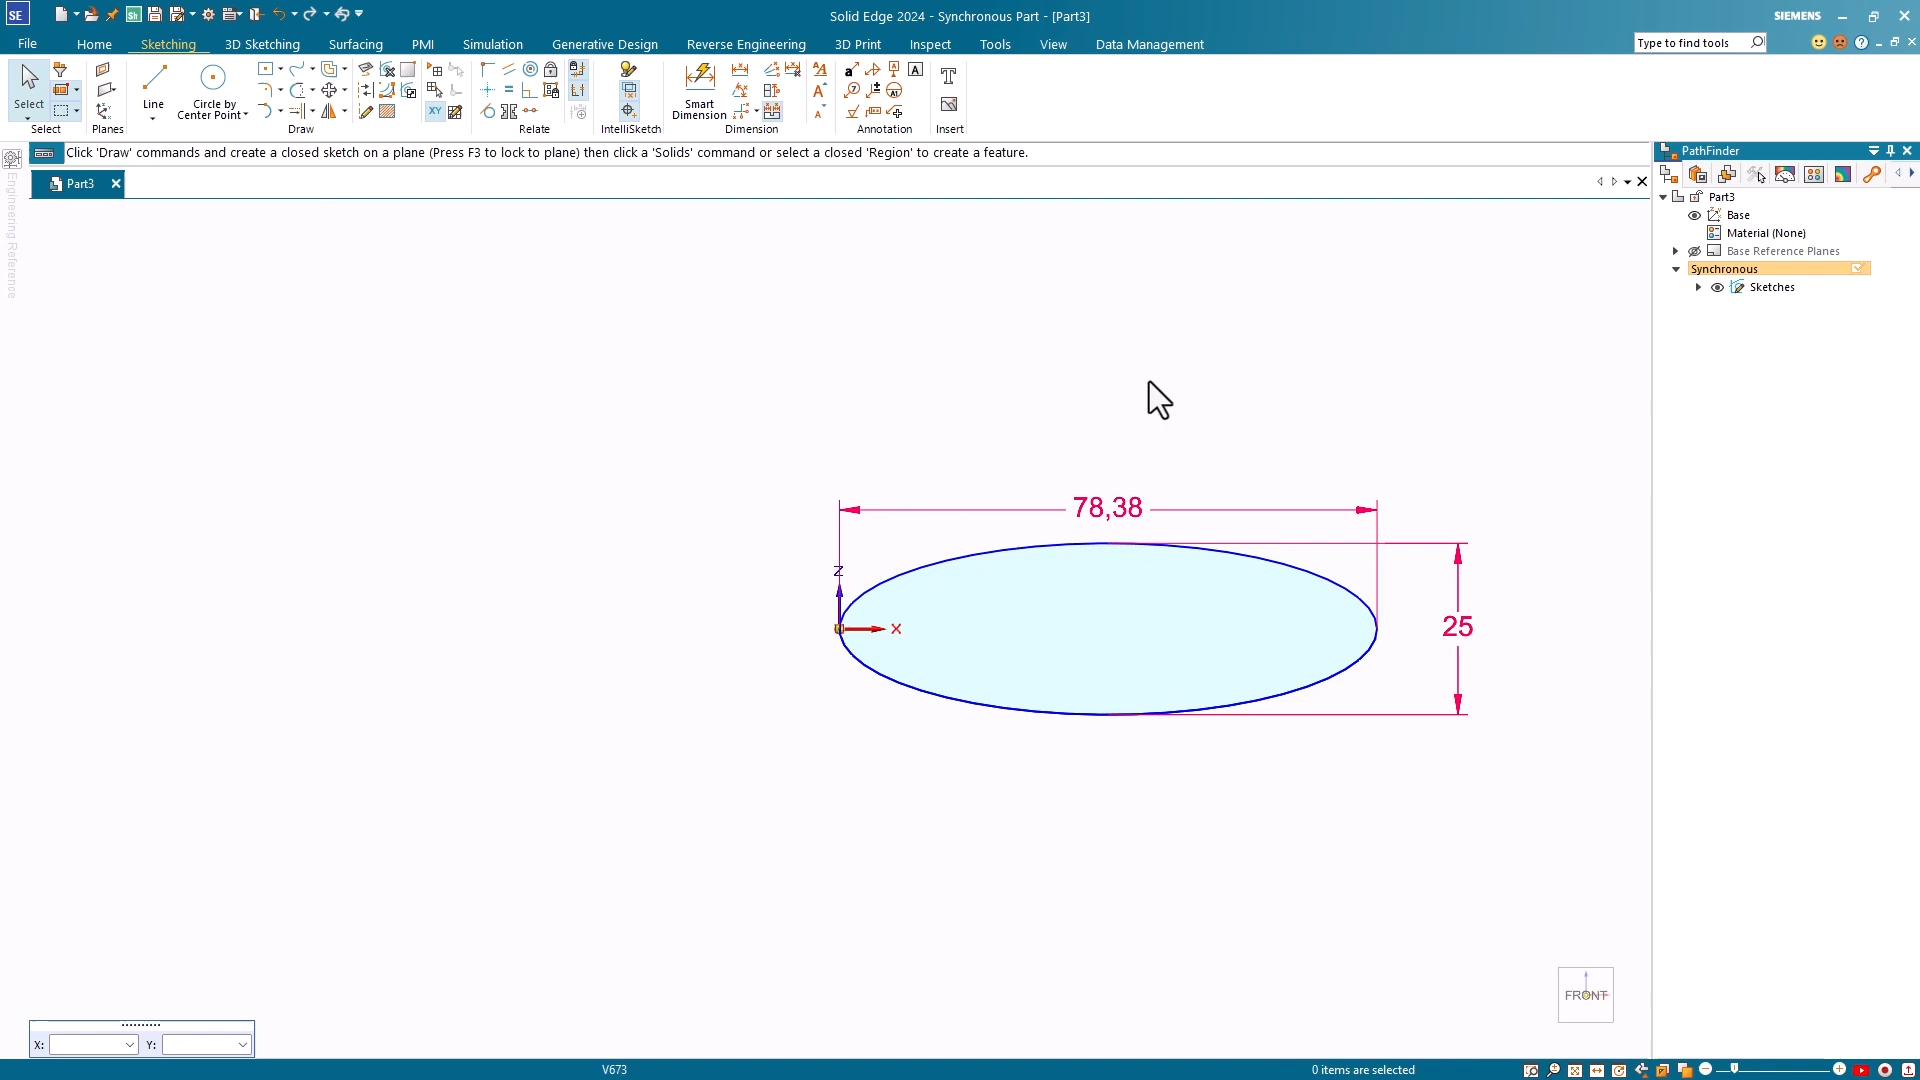 SE
Solid Edge 2024 - Synchronous Part - [Part3]
SIEMENS
File
Home
Sketching
3D Sketching
Surfacing
PMI
Simulation
Generative Design
Reverse Engineering
3D Print
Inspect
Tools
View
Data Management
Type to find tools
Select
Line
Circle by
Center Point
Smart
Dimension
Select
Planes
Draw
Relate
IntelliSketch
Dimension
Annotation
Insert
Click 'Draw' commands and create a closed sketch on a plane (Press F3 to lock to plane) then click a 'Solids' command or select a closed 'Region' to create a feature.
Part3
Engineering Reference
PathFinder
Part3
Base
Material (None)
Base Reference Planes
Synchronous
Sketches
78,38
25
Z
X
FRONT
X:
Y:
V673
0 items are selected